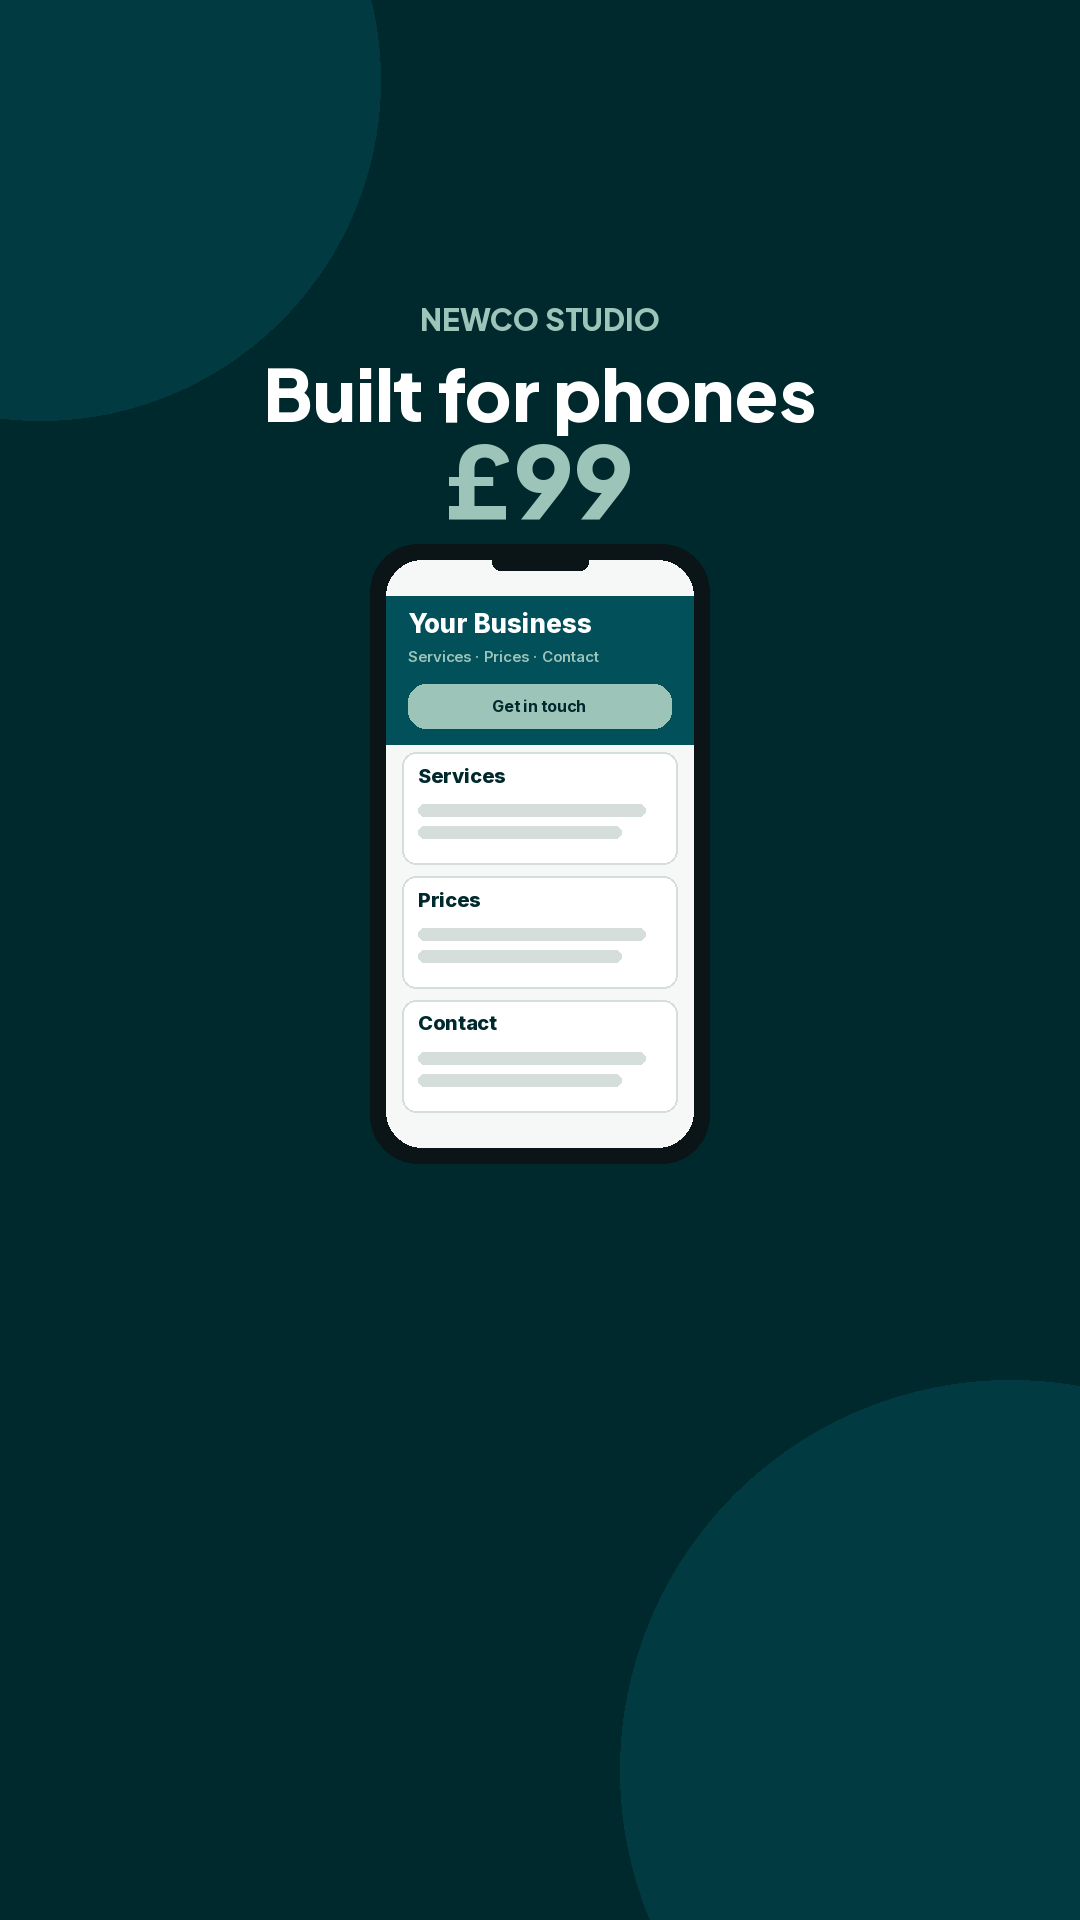 NEWCO STUDIO
Built for phones
£99
Your Business
Services · Prices · Contact
Get in touch
Services
Prices
Contact